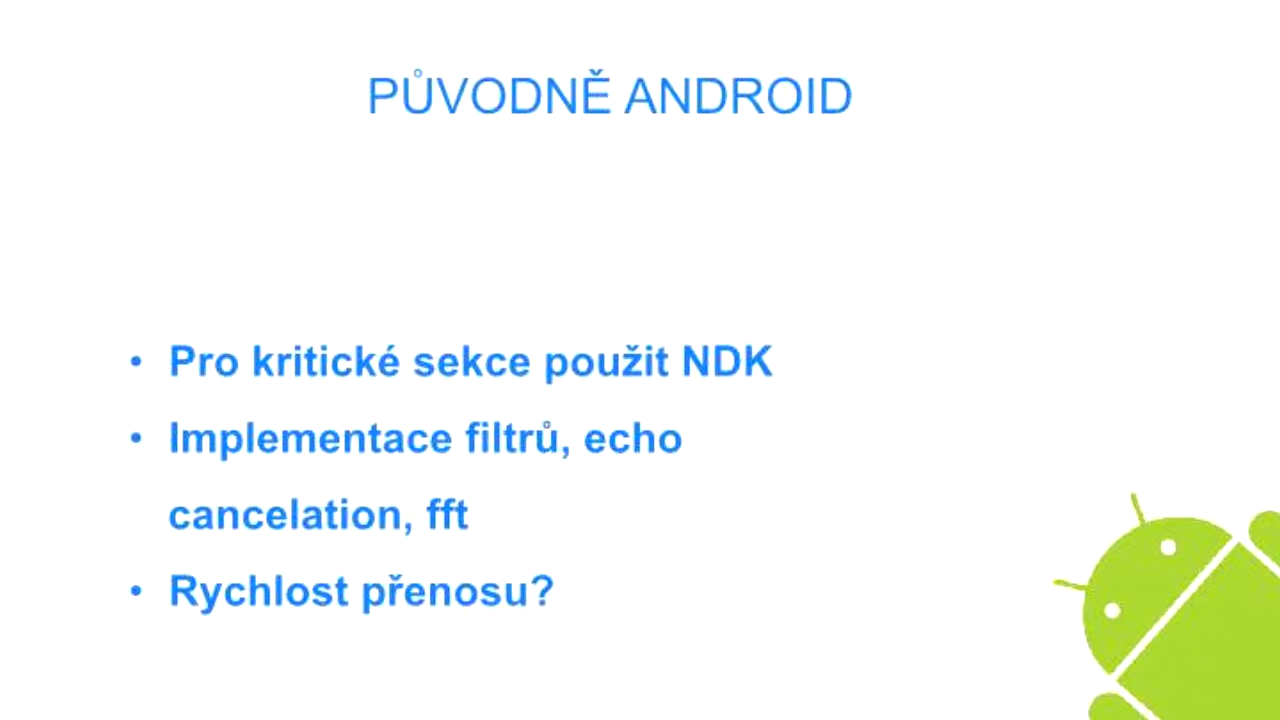 PŮVODNĚ ANDROID
• Pro kritické sekce použit NDK
• Implementace filtrů, echo
cancelation, fft
• Rychlost přenosu?